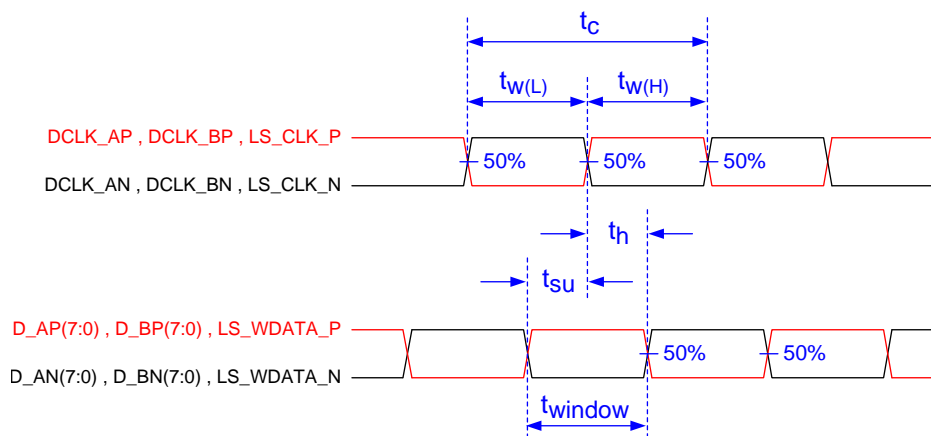 tc
tw(L) tw(H)
DCLK_AP , DCLK_BP , LS_CLK_P
50% 50% 50%
DCLK_AN , DCLK_BN , LS_CLK_N
th
tsu
D_AP(7:0) , D_BP(7:0) , LS_WDATA_P
50% 50%
D_AN(7:0) , D_BN(7:0) , LS_WDATA_N
twindow